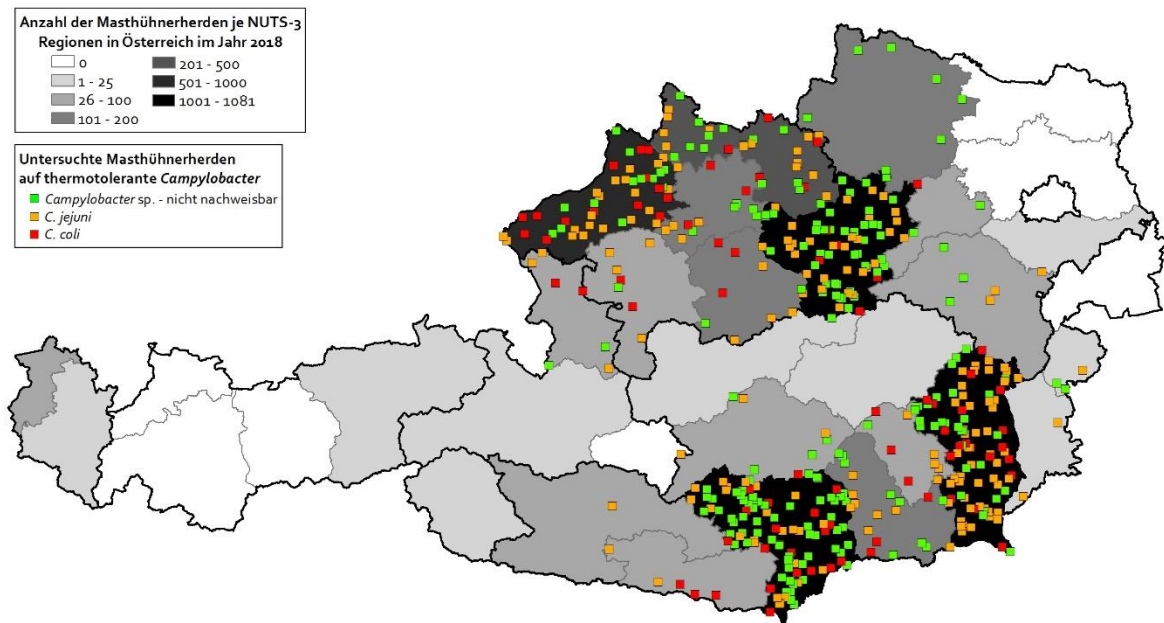 Anzahl der Masthühnerherden je NUTS-3
Regionen in Österreich im Jahr 2018
0
1 - 25
26 - 100
101 - 200
201 - 500
501 - 1000
1001 - 1081
Untersuchte Masthühnerherden
auf thermotolerante Campylobacter
Campylobacter sp. - nicht nachweisbar
C. jejuni
C. coli